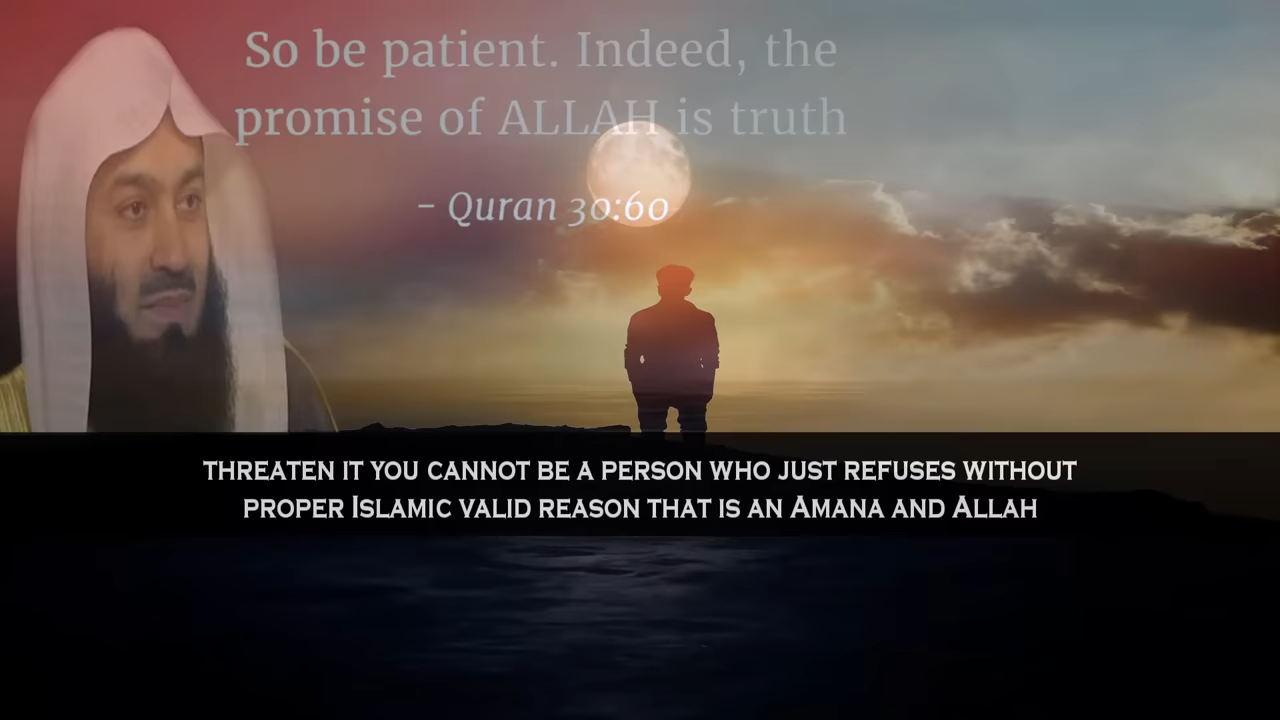 So be patient. Indeed, the
promise of ALLAH is truth
- Quran 30:60
THREATEN IT YOU CANNOT BE A PERSON WHO JUST REFUSES WITHOUT
PROPER ISLAMIC VALID REASON THAT IS AN AMANA AND ALLAH